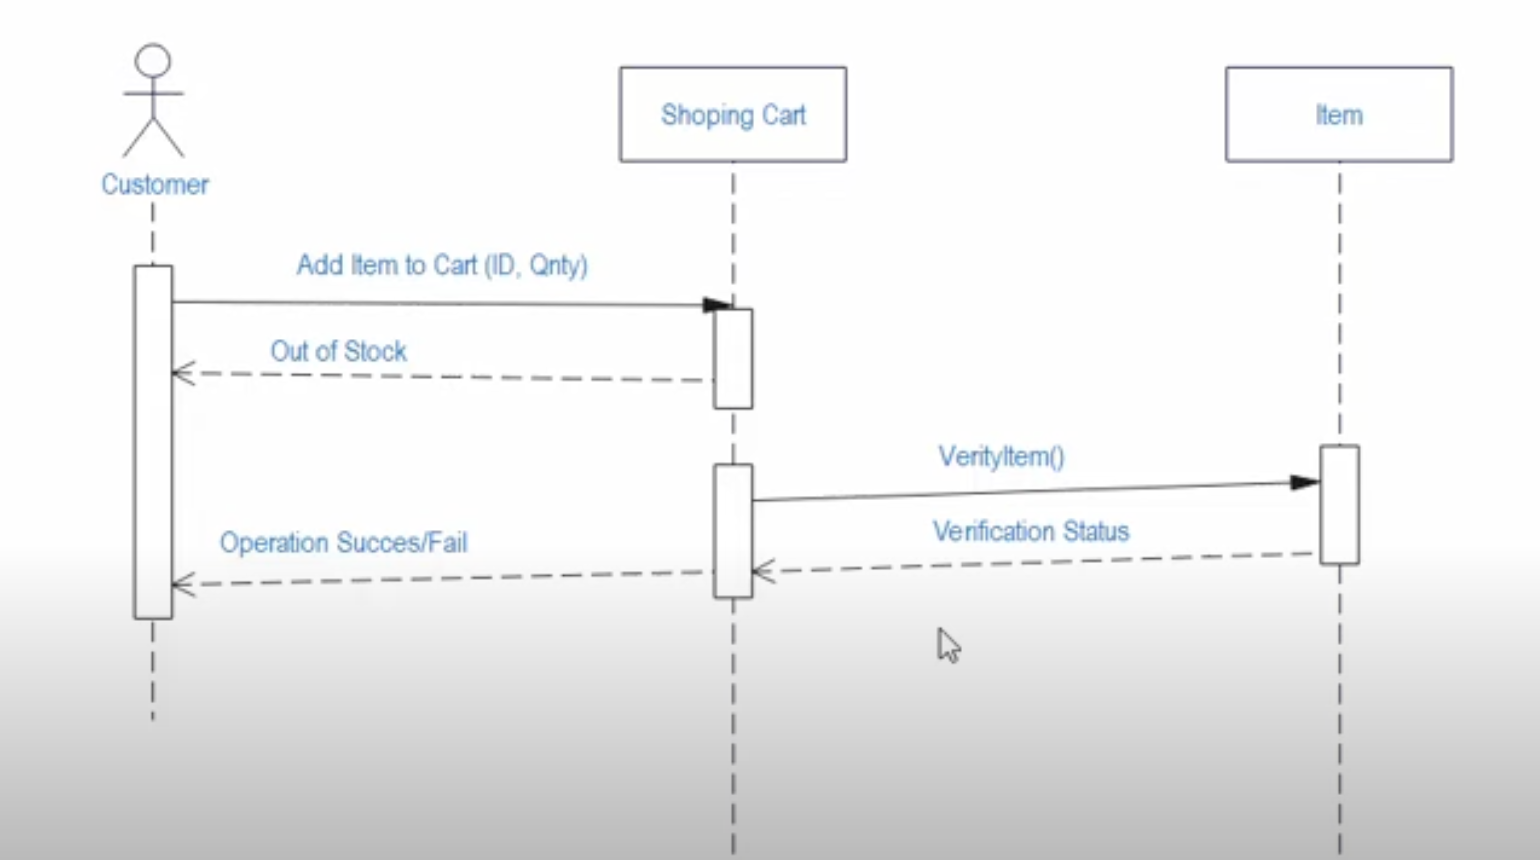 Shoping Cart
Item
Customer
Add Item to Cart (ID, Qnty)
Out of Stock
VerityItem()
Verification Status
Operation Succes/Fail